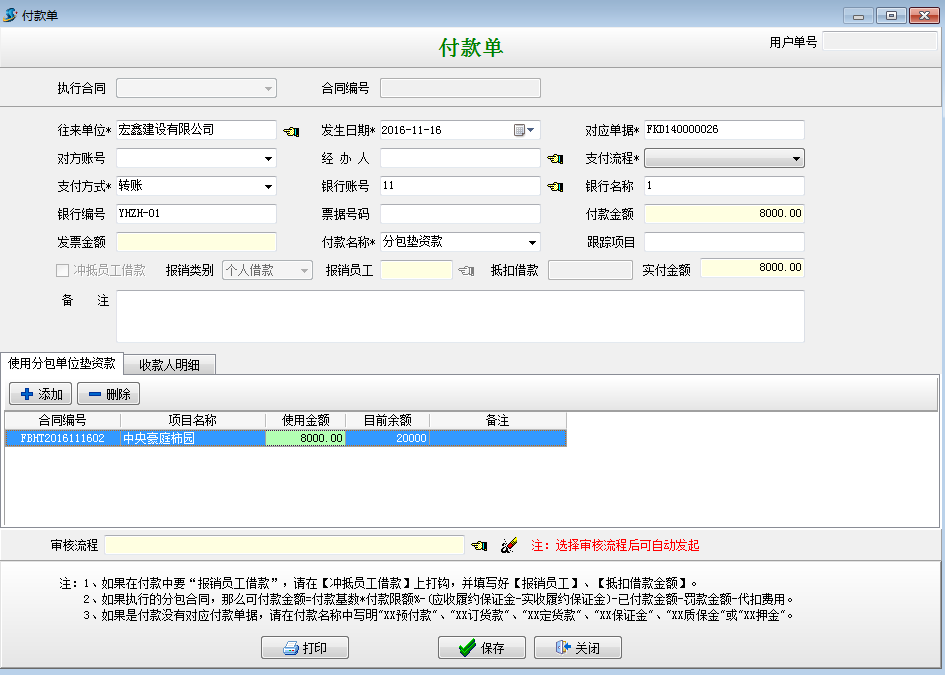 付款单
付款单
用户单号
执行合同 合同编号
往来单位* 宏鑫建设有限公司 发生日期* 2016-11-16 对应单据* FKD140000026
对方账号 经 办 人 支付流程*
支付方式* 转账 银行账号 11 银行名称 1
银行编号 YHZH-01 票据号码 付款金额 8000.00
发票金额 付款名称* 分包垫资款 跟踪项目
冲抵员工借款 报销类别 个人借款 报销员工 抵扣借款 实付金额 8000.00
备 注
使用分包单位垫资款 收款人明细
添加 删除
合同编号 项目名称 使用金额 目前余额 备注
FBHT2016111602 中央豪庭柿园 8000.00 20000
审核流程 注：选择审核流程后可自动发起
注：1、如果在付款中要“报销员工借款”，请在【冲抵员工借款】上打钩，并填写好【报销员工】、【抵扣借款金额】。
2、如果执行的分包合同，那么可付款金额=付款基数*付款限额%-(应收履约保证金-实收履约保证金)-已付款金额-罚款金额-代扣费用。
3、如果是付款没有对应付款单据，请在付款名称中写明"XX预付款"、"XX订货款"、"XX定货款"、"XX保证金"、"XX质保金"或"XX押金"。
打印 保存 关闭